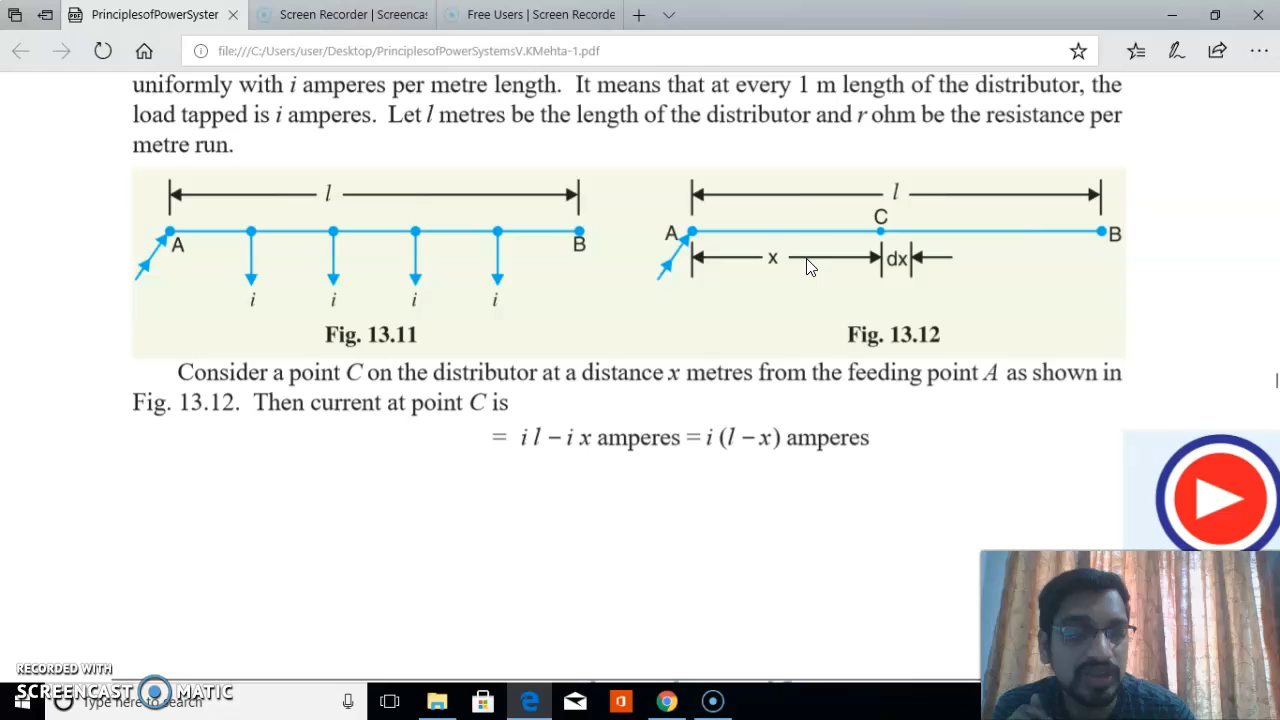 PrinciplesofPowerSyster
Screen Recorder | Screencas
Free Users | Screen Recorde
file:///C:/Users/user/Desktop/PrinciplesofPowerSystemsV.KMehta-1.pdf
uniformly with i amperes per metre length. It means that at every 1 m length of the distributor, the
load tapped is i amperes. Let l metres be the length of the distributor and r ohm be the resistance per
metre run.
l
A
B
i i i i
Fig. 13.11
l
A
C
B
x
dx
Fig. 13.12
Consider a point C on the distributor at a distance x metres from the feeding point A as shown in
Fig. 13.12. Then current at point C is
= i l – i x amperes = i (l – x) amperes
RECORDED WITH
SCREENCAST MATIC
Type here to search